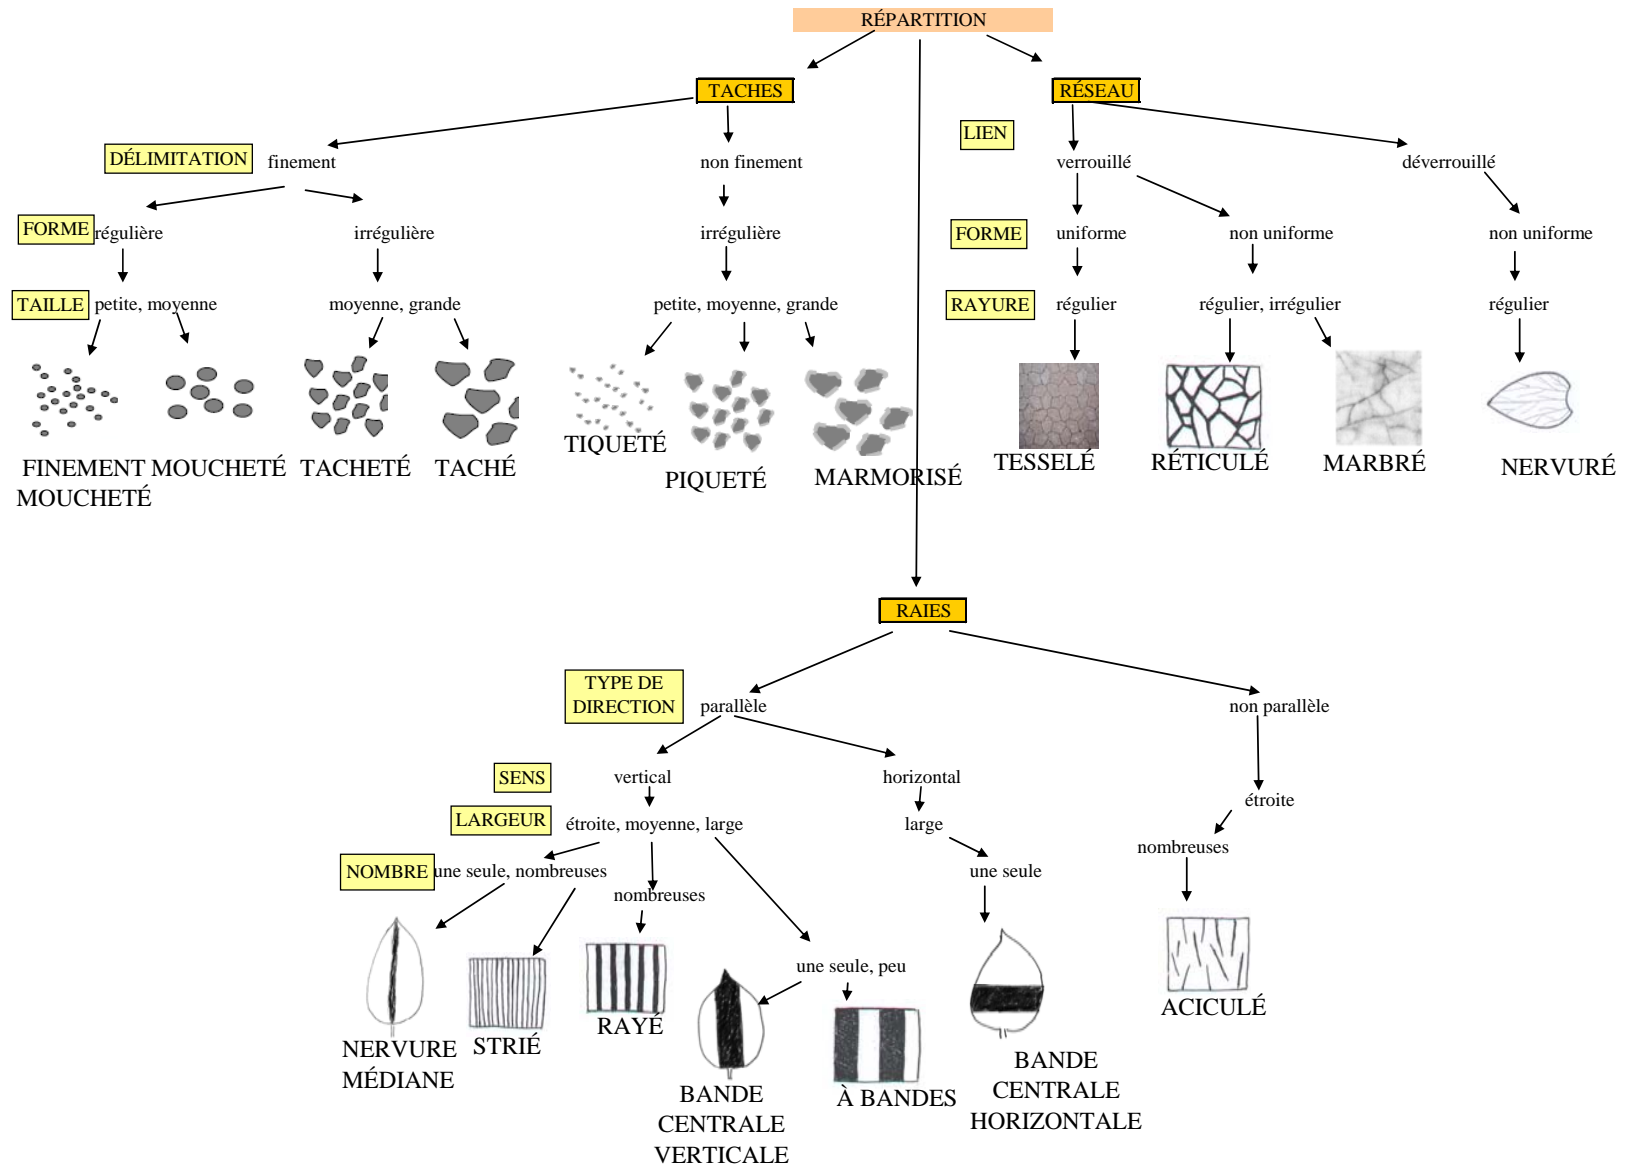 RÉPARTITION
TACHES
RÉSEAU
LIEN
DÉLIMITATION
finement
non finement
verrouillé
déverrouillé
FORME
régulière
irrégulière
irrégulière
FORME
uniforme
non uniforme
non uniforme
TAILLE
petite, moyenne
moyenne, grande
petite, moyenne, grande
RAYURE
régulier
régulier, irrégulier
régulier
FINEMENT
MOUCHETÉ
MOUCHETÉ
TACHETÉ
TACHÉ
TIQUETÉ
PIQUETÉ
MARMORISÉ
TESSELÉ
RÉTICULÉ
MARBRÉ
NERVURÉ
RAIES
TYPE DE
DIRECTION
parallèle
non parallèle
SENS
vertical
horizontal
étroite
LARGEUR
étroite, moyenne, large
large
nombreuses
NOMBRE
une seule, nombreuses
nombreuses
une seule
une seule, peu
NERVURE
MÉDIANE
STRIÉ
RAYÉ
BANDE
CENTRALE
VERTICALE
À BANDES
BANDE
CENTRALE
HORIZONTALE
ACICULÉ